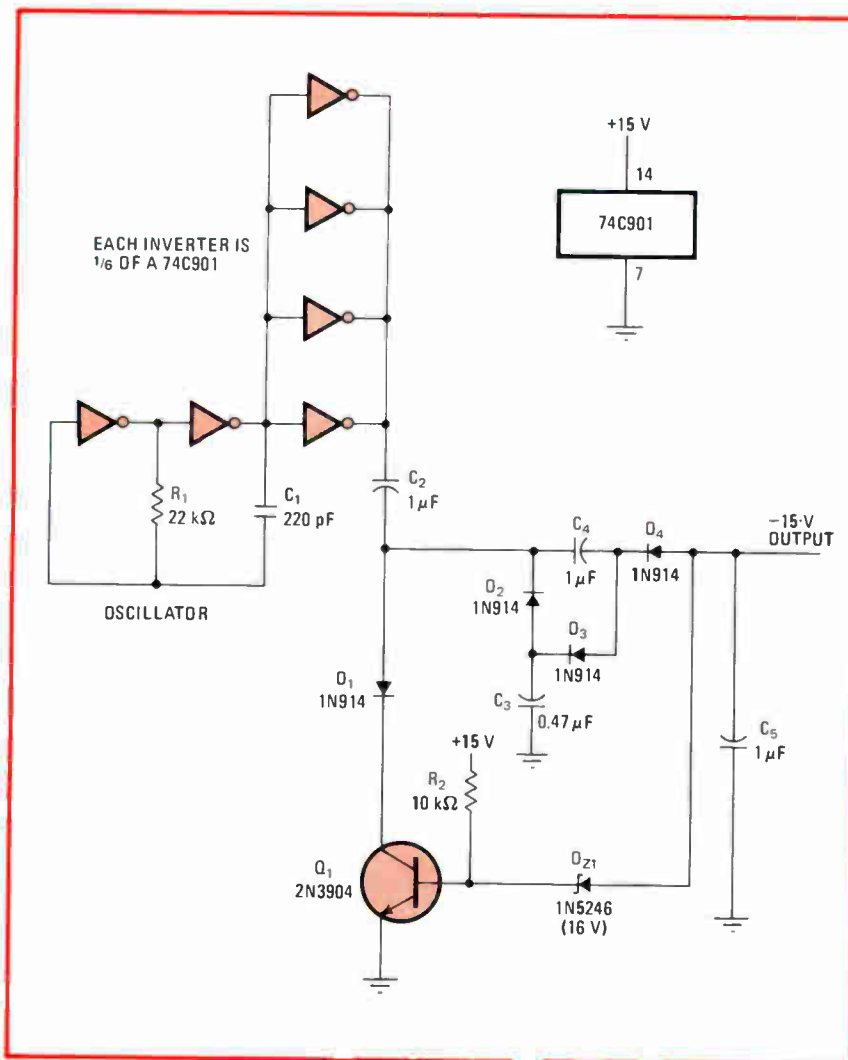 +15 V
14
74C901
7
EACH INVERTER IS
1/6 OF A 74C901
R1
22 kΩ
C1
220 pF
OSCILLATOR
C2
1 µF
C4
1 µF
D4
1N914
−15-V
OUTPUT
D2
1N914
D3
1N914
C3
0.47 µF
D1
1N914
C5
1 µF
+15 V
R2
10 kΩ
Q1
2N3904
DZ1
1N5246
(16 V)